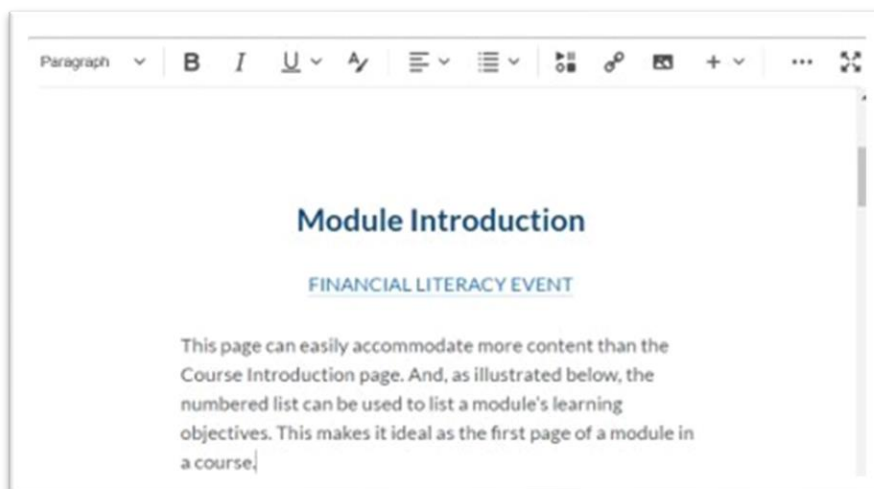 Paragraph B I U A
Module Introduction
FINANCIAL LITERACY EVENT
This page can easily accommodate more content than the
Course Introduction page. And, as illustrated below, the
numbered list can be used to list a module's learning
objectives. This makes it ideal as the first page of a module in
a course.